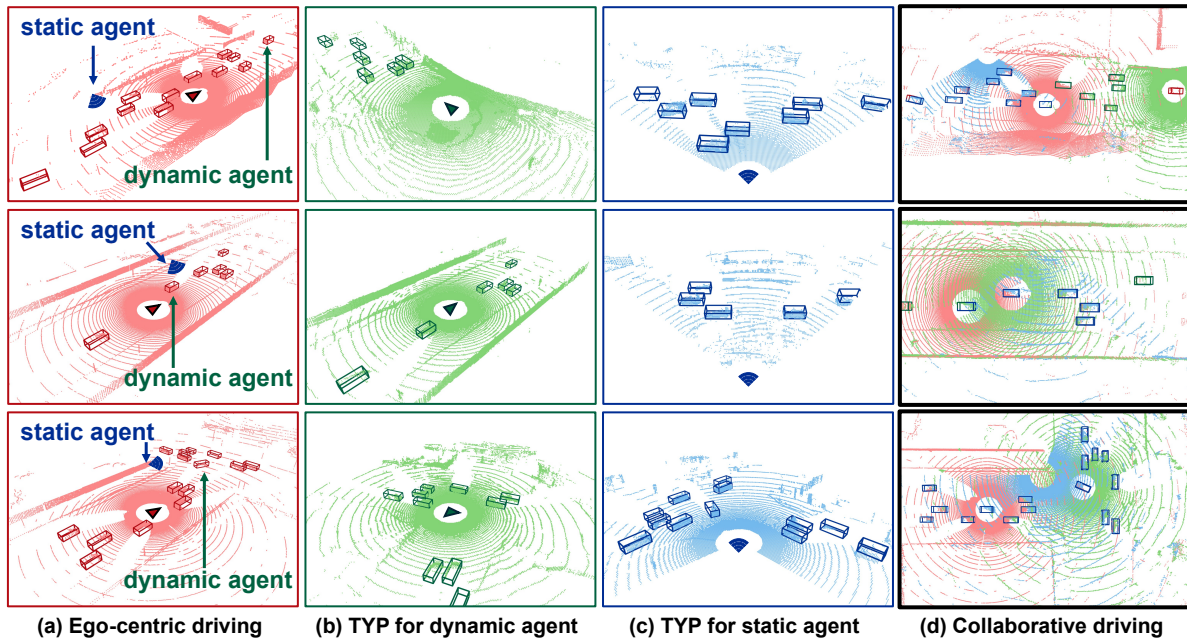 static agent
dynamic agent
static agent
dynamic agent
static agent
dynamic agent
(a) Ego-centric driving
(b) TYP for dynamic agent
(c) TYP for static agent
(d) Collaborative driving